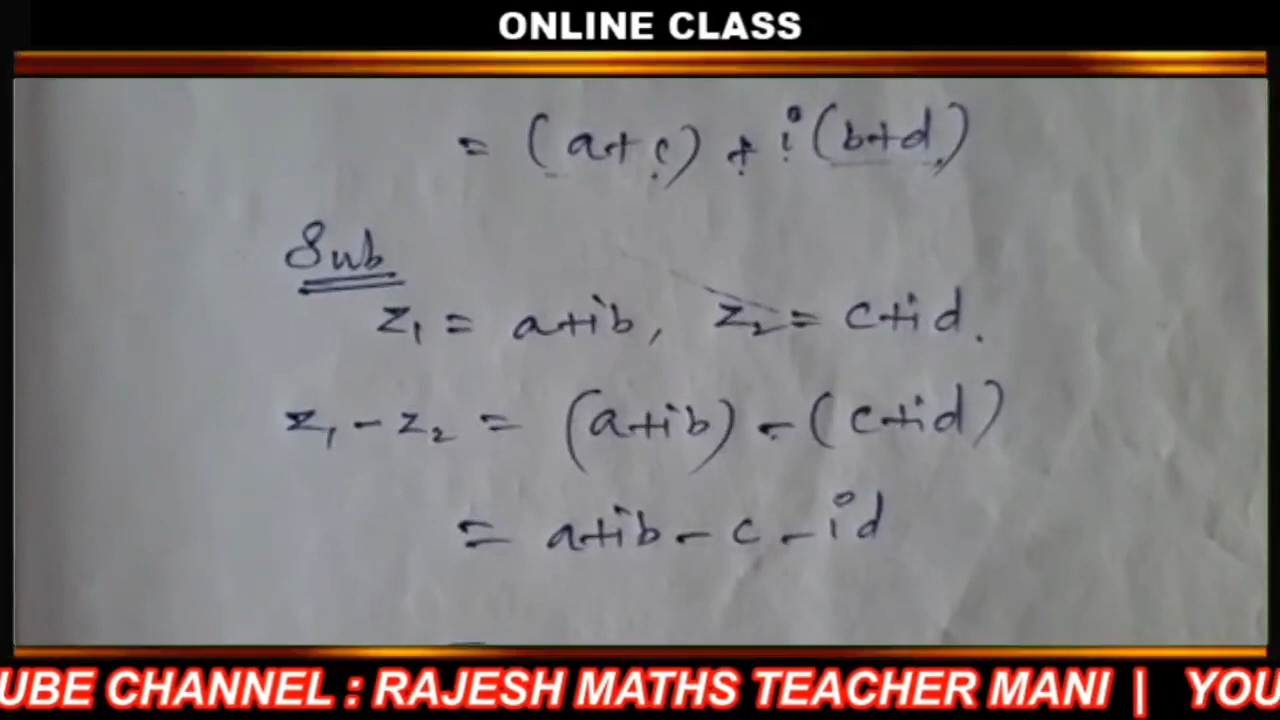 ONLINE CLASS
= (a+c) + i(b+d)
Sub
z₁ = a+ib, z₂ = c+id.
z₁ - z₂ = (a+ib) - (c+id)
= a+ib - c - id
UBE CHANNEL : RAJESH MATHS TEACHER MANI | YOU